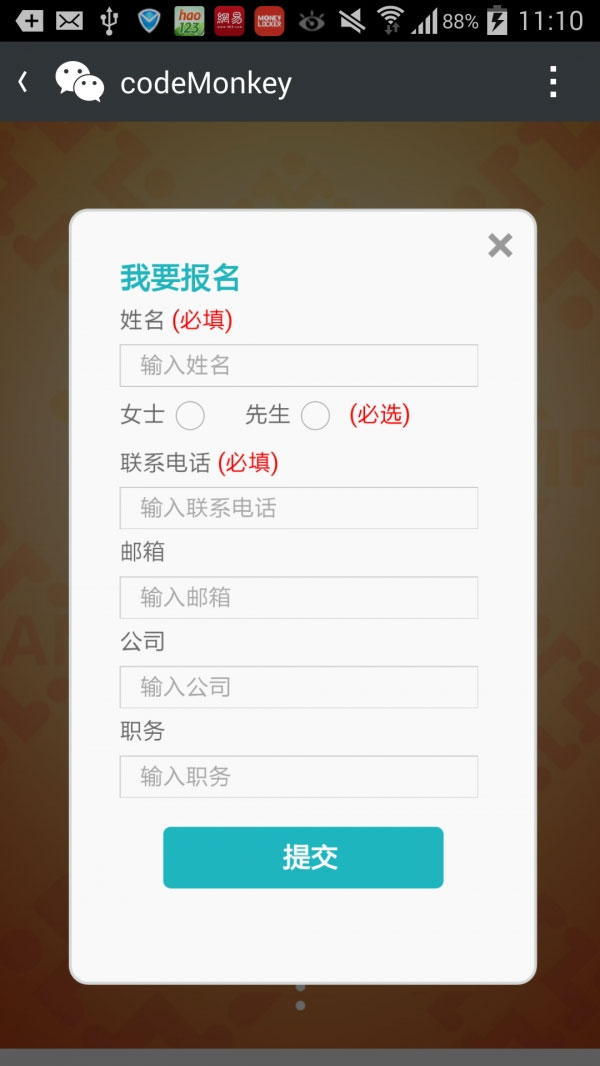 hao
123
網易
MONEY
LOCKER
88%
11:10
codeMonkey
我要报名
姓名 (必填)
输入姓名
女士 先生 (必选)
联系电话 (必填)
输入联系电话
邮箱
输入邮箱
公司
输入公司
职务
输入职务
提交